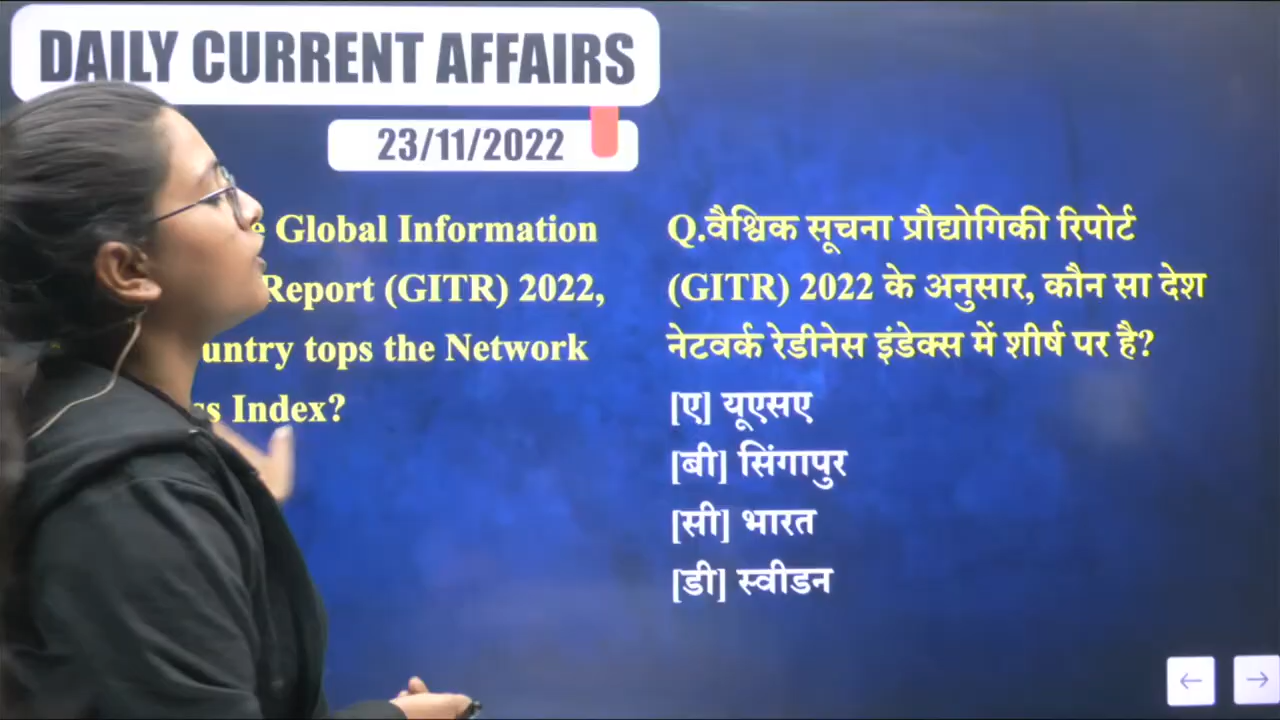 DAILY CURRENT AFFAIRS
23/11/2022
Global Information
Report (GITR) 2022,
tops the Network
Index?
Q.वैश्विक सूचना प्रौद्योगिकी रिपोर्ट
(GITR) 2022 के अनुसार, कौन सा देश
नेटवर्क रेडीनेस इंडेक्स में शीर्ष पर है?
[ए] यूएसए
[बी] सिंगापुर
[सी] भारत
[डी] स्वीडन